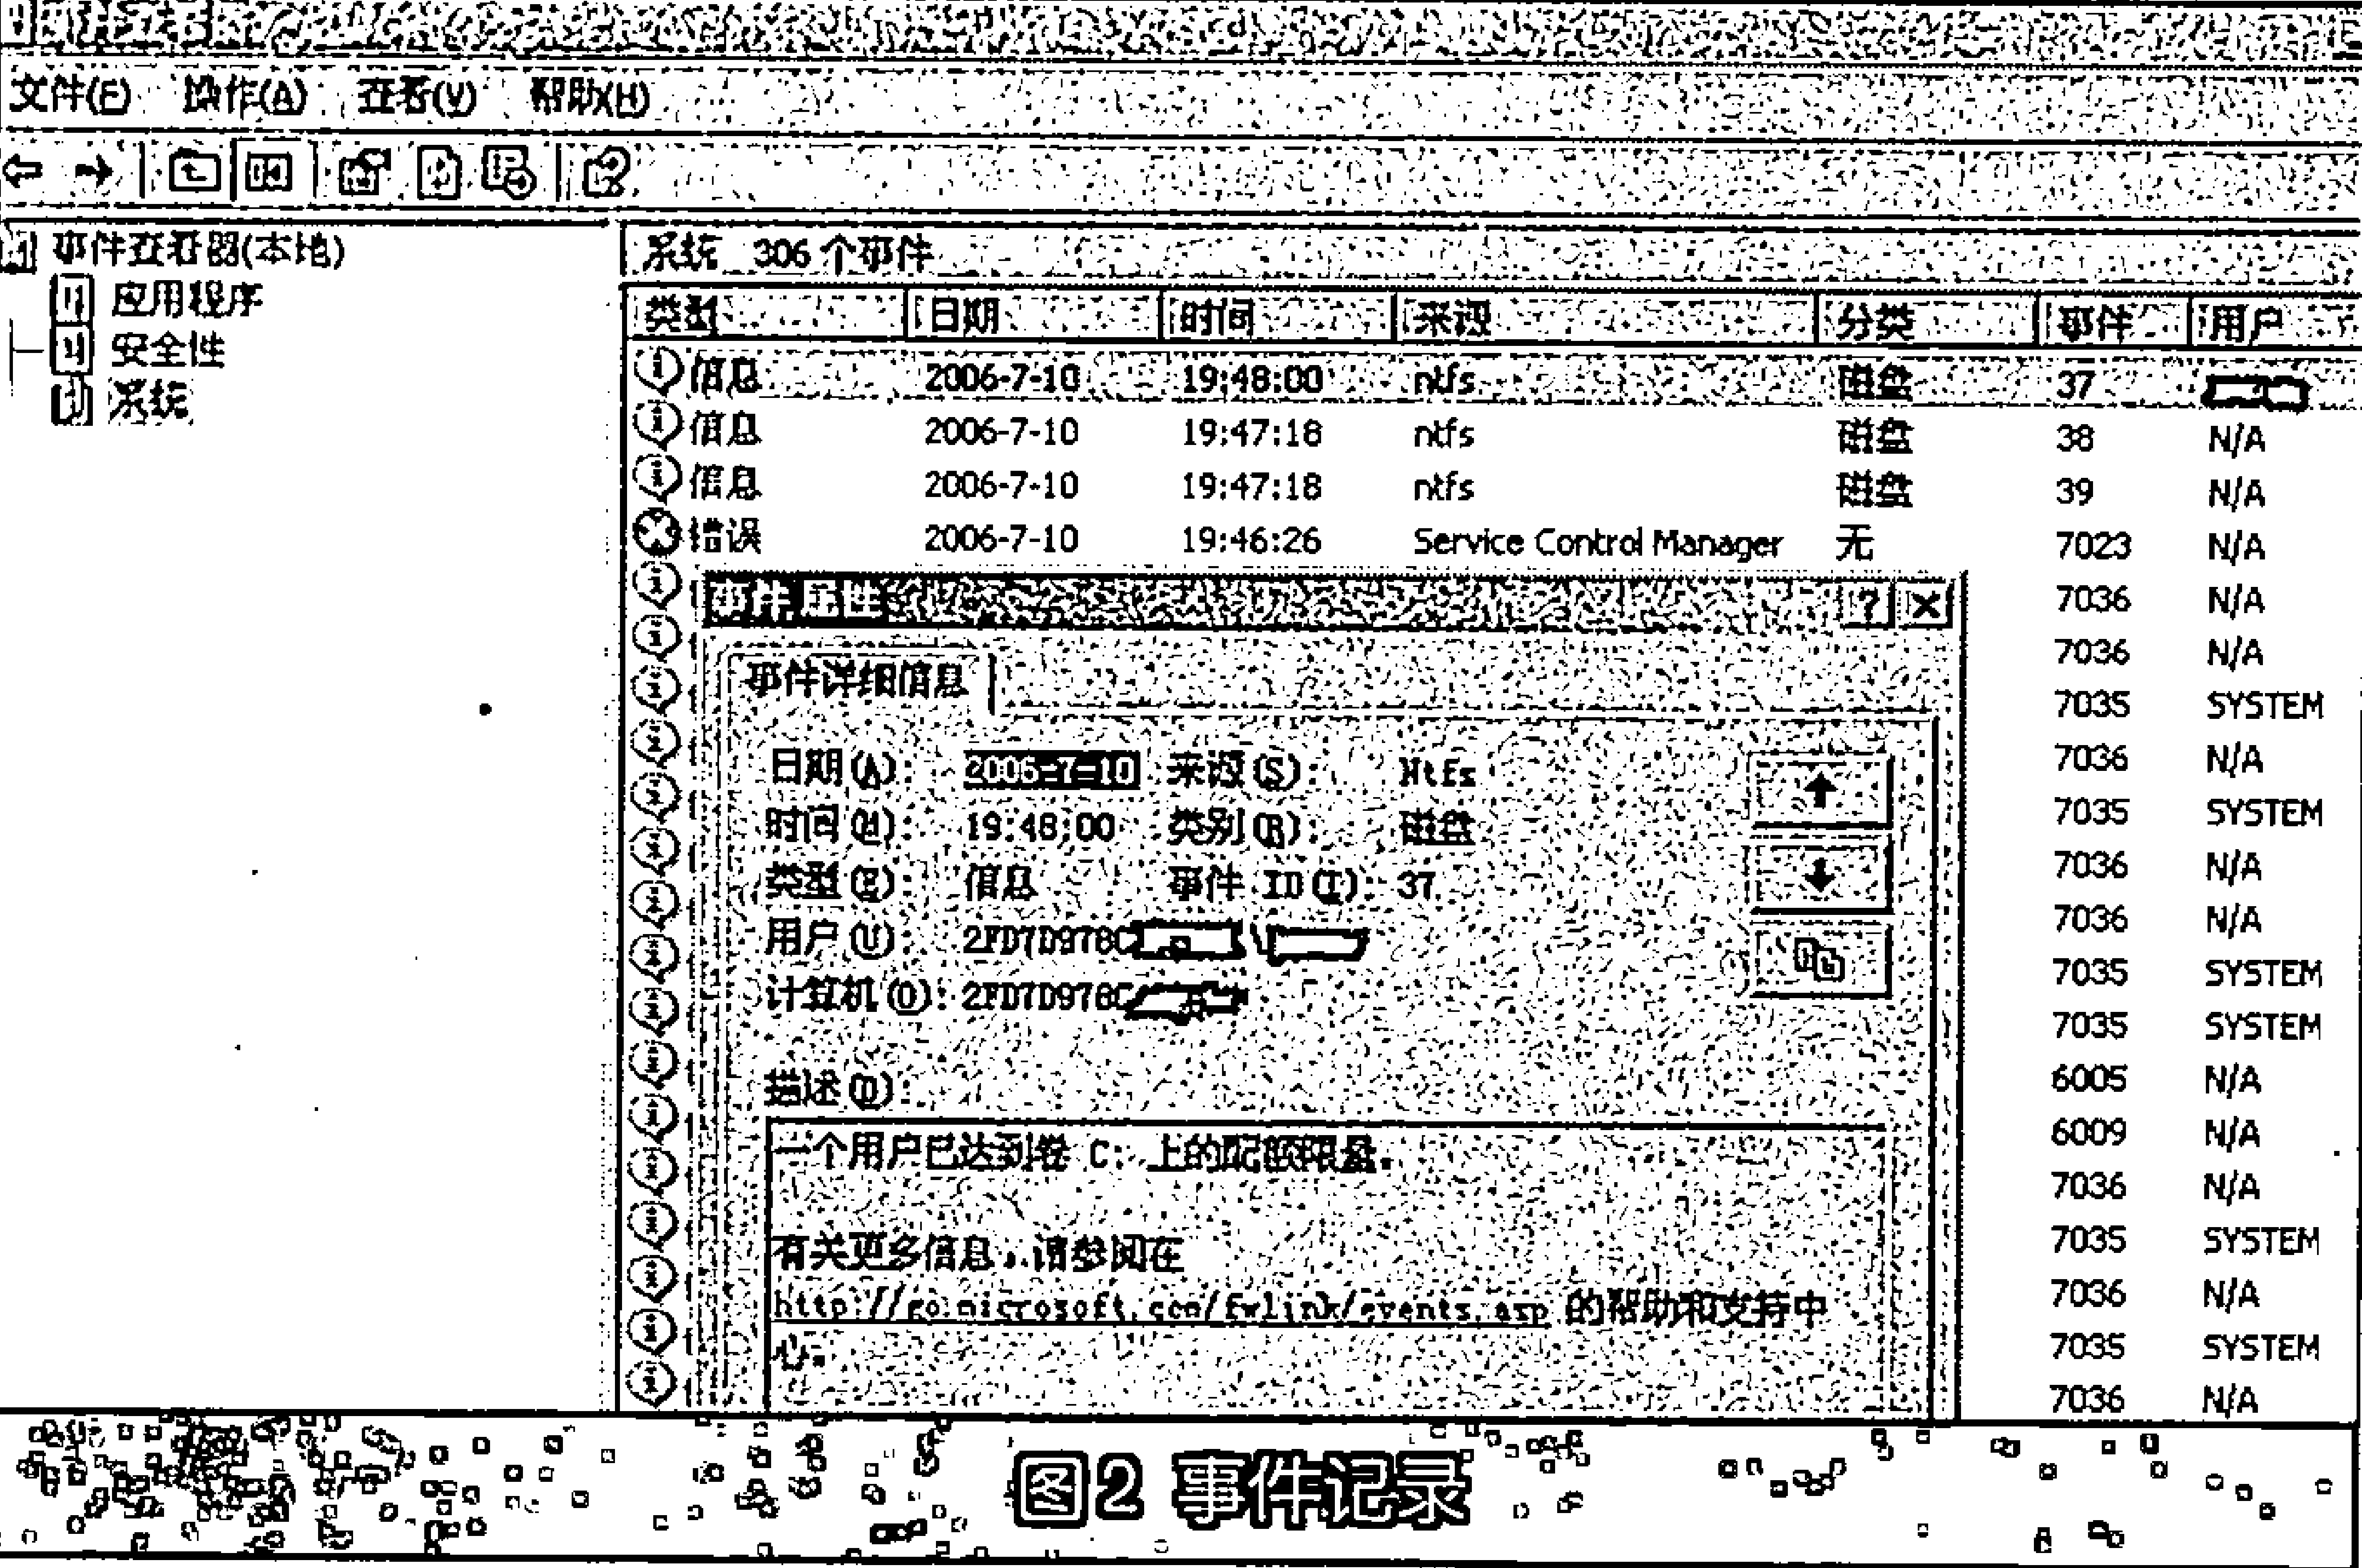 文件(F) 操作(A) 查看(V) 帮助(H)
事件查看器(本地)
应用程序
安全性
系统
系统 306 个事件
类型 日期 时间 来源 分类 事件 用户
信息 2006-7-10 19:48:00 ntfs 磁盘 37
信息 2006-7-10 19:47:18 ntfs 磁盘 38 N/A
信息 2006-7-10 19:47:18 ntfs 磁盘 39 N/A
错误 2006-7-10 19:46:26 Service Control Manager 无 7023 N/A
7036 N/A
7036 N/A
7035 SYSTEM
7036 N/A
7035 SYSTEM
7036 N/A
7036 N/A
7035 SYSTEM
7035 SYSTEM
6005 N/A
6009 N/A
7036 N/A
7035 SYSTEM
7036 N/A
7035 SYSTEM
7036 N/A
事件 属性
事件详细信息
日期(A): 2006-7-10 来源(S): Ntfs
时间(M): 19:48:00 类别(R): 磁盘
类型(E): 信息 事件 ID(I): 37
用户(U): 2FD7D978C
计算机(O): 2FD7D978C
描述(D):
一个用户已达到卷 C: 上的配额限量。
有关更多信息，请参阅在
http://go.microsoft.com/fwlink/events.asp 的帮助和支持中
心。
图2 事件记录